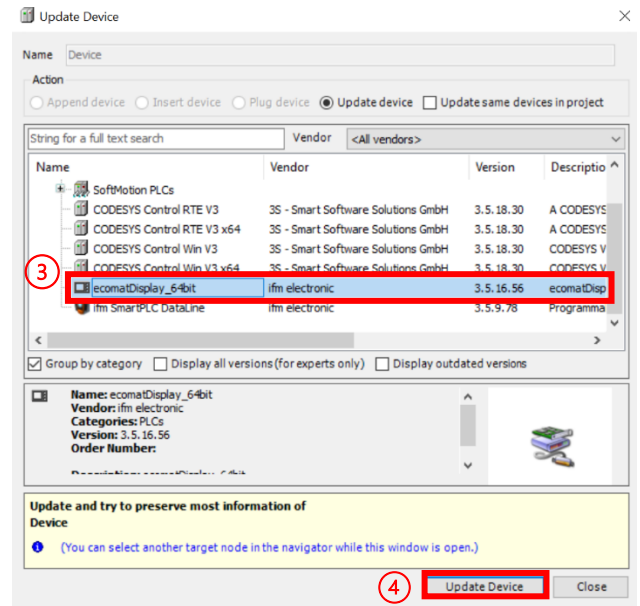 Update Device
Name Device
Action
Append device Insert device Plug device Update device Update same devices in project
String for a full text search Vendor <All vendors>
Name Vendor Version Descriptio
SoftMotion PLCs
CODESYS Control RTE V3 3S - Smart Software Solutions GmbH 3.5.18.30 A CODESYS
CODESYS Control RTE V3 x64 3S - Smart Software Solutions GmbH 3.5.18.30 A CODESYS
CODESYS Control Win V3 3S - Smart Software Solutions GmbH 3.5.18.30 CODESYS V
CODESYS Control Win V3 x64 3S - Smart Software Solutions GmbH 3.5.18.30 CODESYS V
③ ecomatDisplay_64bit ifm electronic 3.5.16.56 ecomatDisp
ifm SmartPLC DataLine ifm electronic 3.5.9.78 Programma
Group by category Display all versions (for experts only) Display outdated versions
Name: ecomatDisplay_64bit
Vendor: ifm electronic
Categories: PLCs
Version: 3.5.16.56
Order Number:
Description: ecomatDisplay_64bit
Update and try to preserve most information of
Device
(You can select another target node in the navigator while this window is open.)
④ Update Device Close